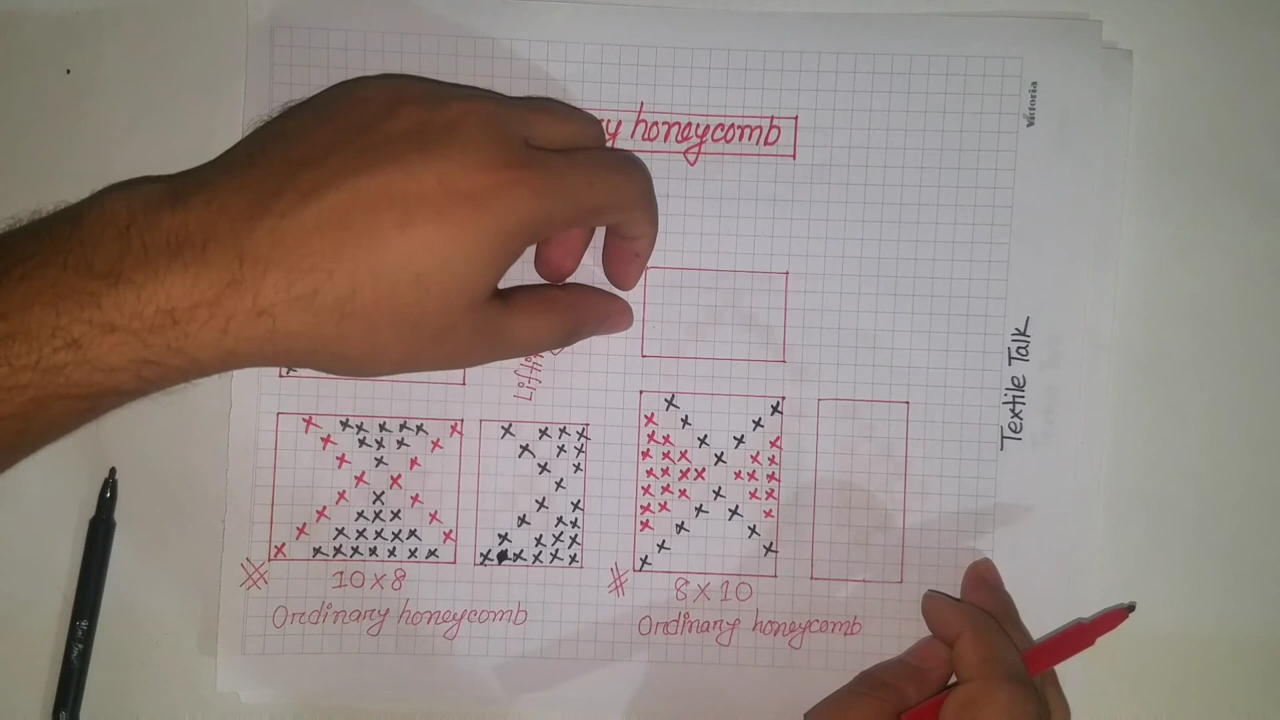 honeycomb
Victoria
Textile Talk
10 x 8
Ordinary honeycomb
8 X 10
Ordinary honeycomb